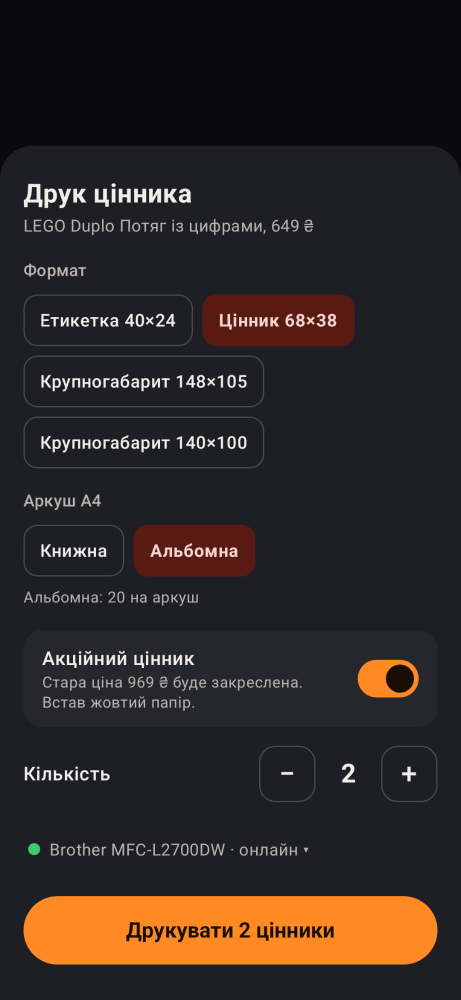 Друк цінника
LEGO Duplo Потяг із цифрами, 649 ₴
Формат
Етикетка 40×24
Цінник 68×38
Крупногабарит 148×105
Крупногабарит 140×100
Аркуш А4
Книжна
Альбомна
Альбомна: 20 на аркуш
Акційний цінник
Стара ціна 969 ₴ буде закреслена.
Встав жовтий папір.
Кількість
− 2 +
Brother MFC-L2700DW · онлайн ▾
Друкувати 2 цінники